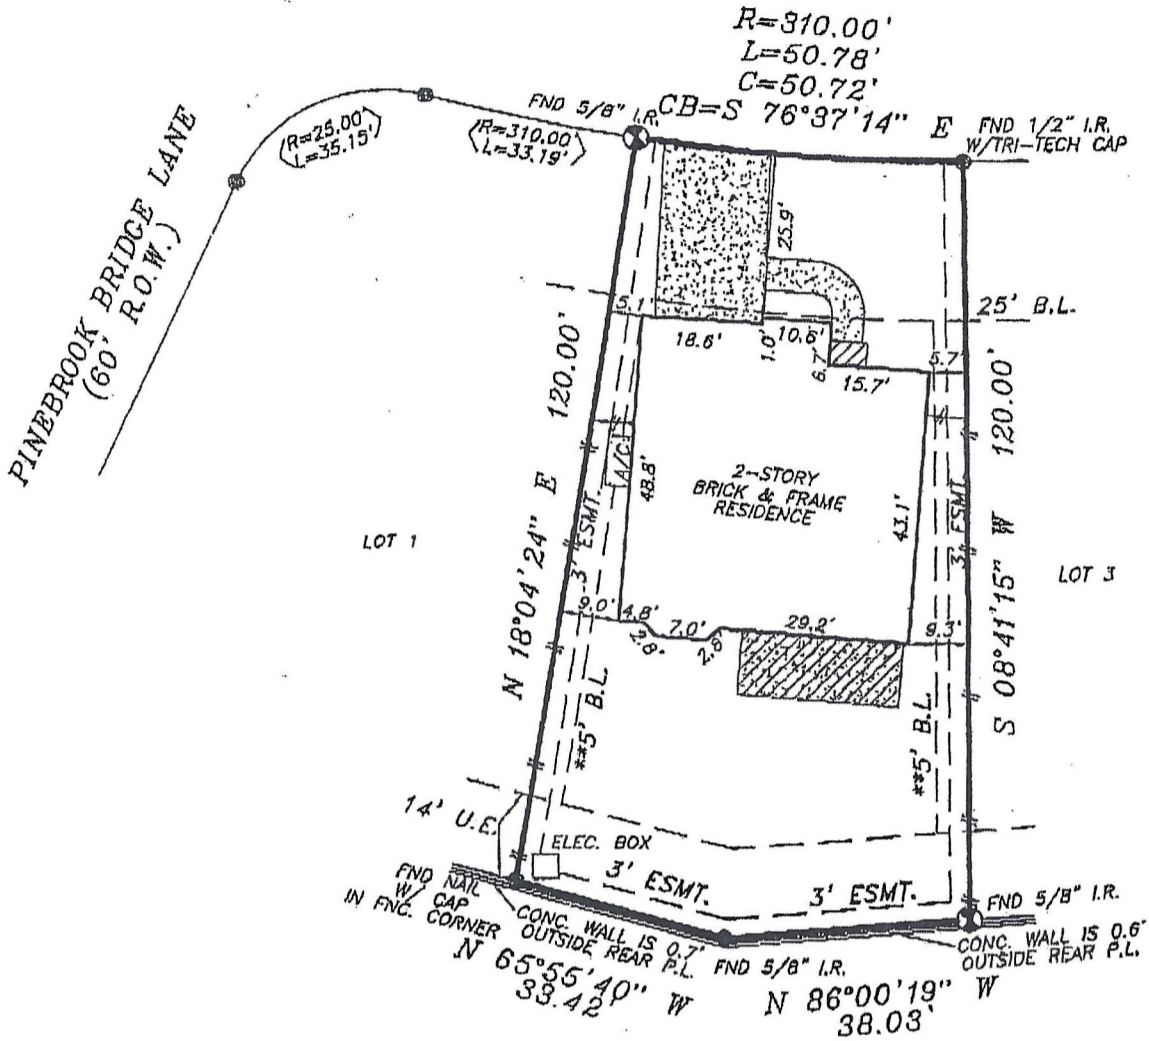 R=310.00'
L=50.78'
C=50.72'
CB=S 76°37'14" E
FND 5/8" I.R.
FND 1/2" I.R.
W/TRI-TECH CAP
(R=25.00'
L=35.15')
(R=310.00'
L=33.19')
PINEBROOK BRIDGE LANE
(60' R.O.W.)
25.9'
5.1'
25' B.L.
18.6'
1.0'
10.6'
6.7'
15.7'
5.7'
120.00'
120.00'
A/C
48.8'
2-STORY
BRICK & FRAME
RESIDENCE
43.1'
3' ESMT.
3' ESMT.
LOT 1
LOT 3
N 18°04'24" E
S 08°41'15" W
9.0'
4.8'
2.8'
7.0'
2.8'
29.2'
9.3'
**5' B.L.
**5' B.L.
14' U.E.
ELEC. BOX
3' ESMT.
3' ESMT.
FND NAIL
W/ CAP
IN FNC. CORNER
CONC. WALL IS 0.7'
OUTSIDE REAR P.L.
FND 5/8" I.R.
FND 5/8" I.R.
CONC. WALL IS 0.6'
OUTSIDE REAR P.L.
N 65°55'40" W
33.42'
N 86°00'19" W
38.03'